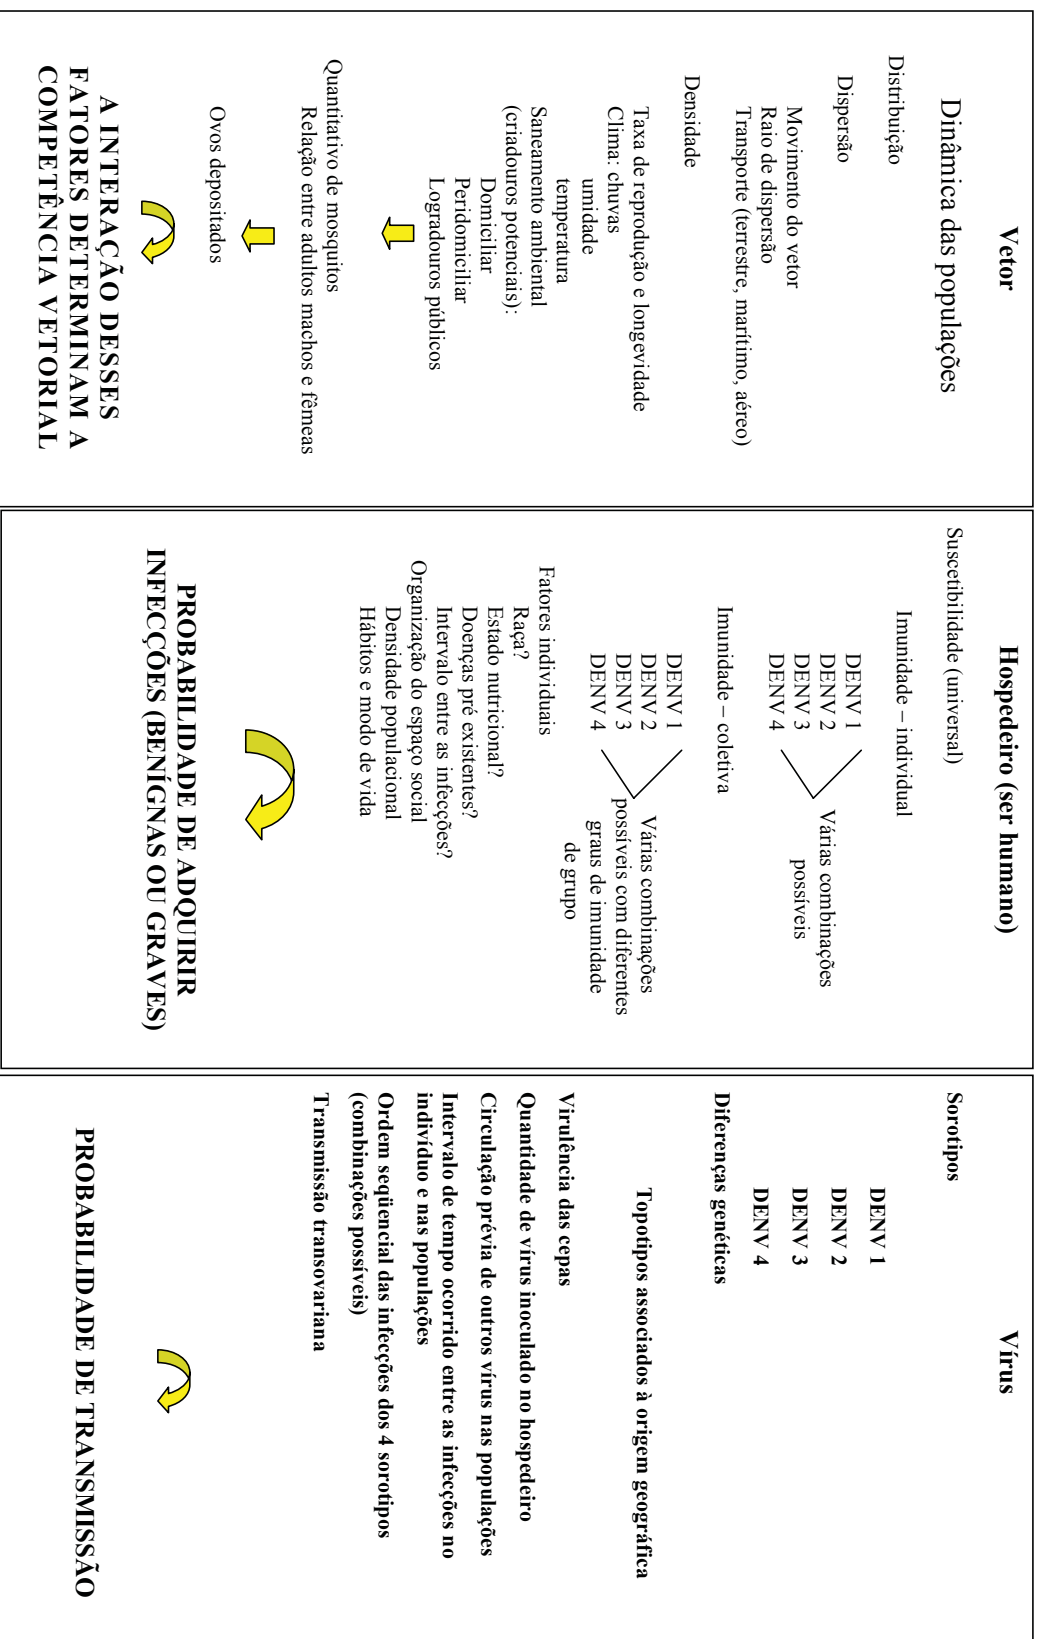 Vetor
Dinâmica das populações
Distribuição
Dispersão
Movimento do vetor
Raio de dispersão
Transporte (terrestre, marítimo, aéreo)
Densidade
Taxa de reprodução e longevidade
Clima: chuvas
umidade
temperatura
Saneamento ambiental
(criadouros potenciais):
Domiciliar
Peridomiciliar
Logradouros públicos
Quantitativo de mosquitos
Relação entre adultos machos e fêmeas
Ovos depositados
A INTERAÇÃO DESSES
FATORES DETERMINAM A
COMPETÊNCIA VETORIAL
Hospedeiro (ser humano)
Suscetibilidade (universal)
Imunidade – individual
DENV 1
DENV 2
DENV 3
DENV 4
Várias combinações
possíveis
Imunidade – coletiva
DENV 1
DENV 2
DENV 3
DENV 4
Várias combinações
possíveis com diferentes
graus de imunidade
de grupo
Fatores individuais
Raça?
Estado nutricional?
Doenças pré existentes?
Intervalo entre as infecções?
Organização do espaço social
Densidade populacional
Hábitos e modo de vida
PROBABILIDADE DE ADQUIRIR
INFECÇÕES (BENÍGNAS OU GRAVES)
Vírus
Sorotipos
DENV 1
DENV 2
DENV 3
DENV 4
Diferenças genéticas
Topotipos associados à origem geográfica
Virulência das cepas
Quantidade de vírus inoculado no hospedeiro
Circulação prévia de outros vírus nas populações
Intervalo de tempo ocorrido entre as infecções no
indivíduo e nas populações
Ordem seqüencial das infecções dos 4 sorotipos
(combinações possíveis)
Transmissão transovariana
PROBABILIDADE DE TRANSMISSÃO